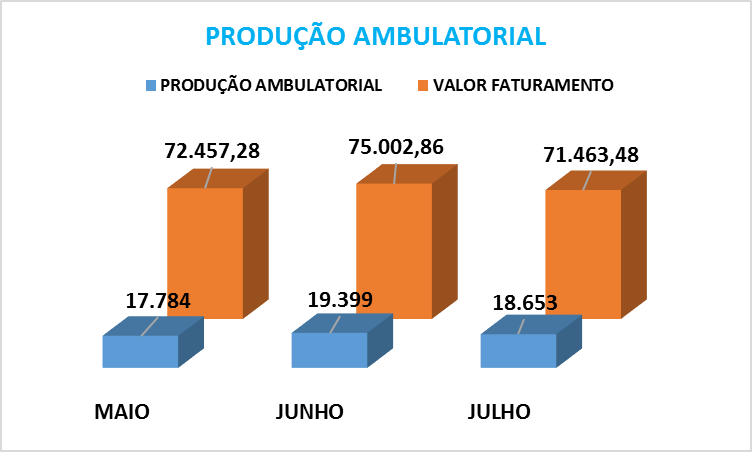 PRODUÇÃO AMBULATORIAL
PRODUÇÃO AMBULATORIAL VALOR FATURAMENTO
72.457,28 75.002,86 71.463,48
17.784 19.399 18.653
MAIO JUNHO JULHO